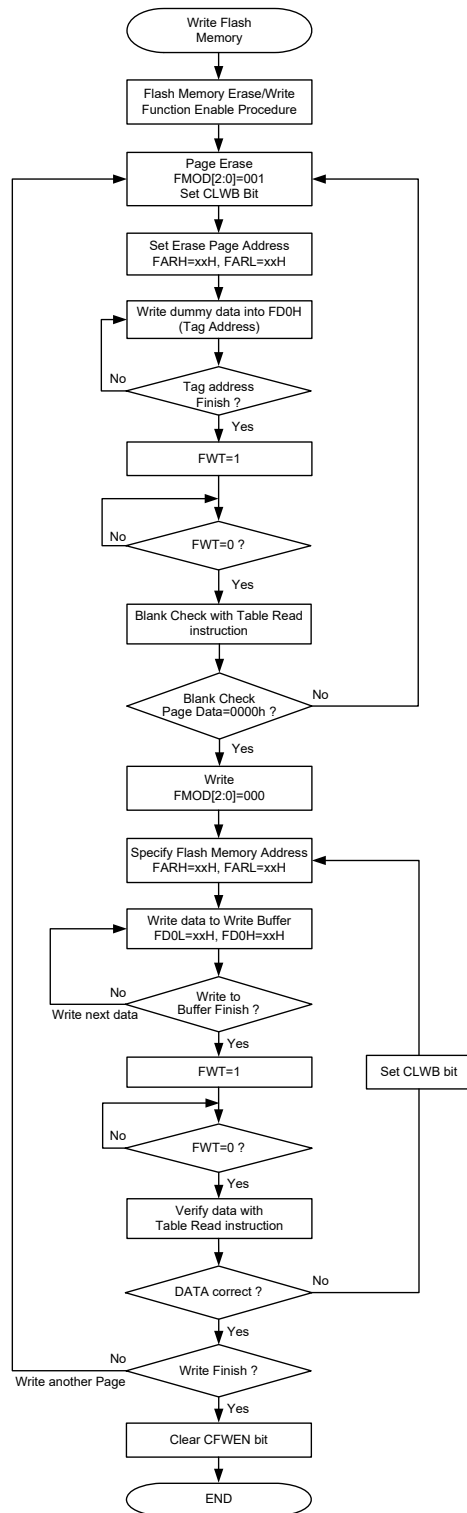 Write Flash
Memory
Flash Memory Erase/Write
Function Enable Procedure
Page Erase
FMOD[2:0]=001
Set CLWB Bit
Set Erase Page Address
FARH=xxH, FARL=xxH
Write dummy data into FD0H
(Tag Address)
No
Tag address
Finish ?
Yes
FWT=1
No
FWT=0 ?
Yes
Blank Check with Table Read
instruction
No
Blank Check
Page Data=0000h ?
Yes
Write
FMOD[2:0]=000
Specify Flash Memory Address
FARH=xxH, FARL=xxH
Write data to Write Buffer
FD0L=xxH, FD0H=xxH
No
Write next data
Write to
Buffer Finish ?
Yes
FWT=1
Set CLWB bit
No
FWT=0 ?
Yes
Verify data with
Table Read instruction
No
DATA correct ?
Yes
No
Write another Page
Write Finish ?
Yes
Clear CFWEN bit
END